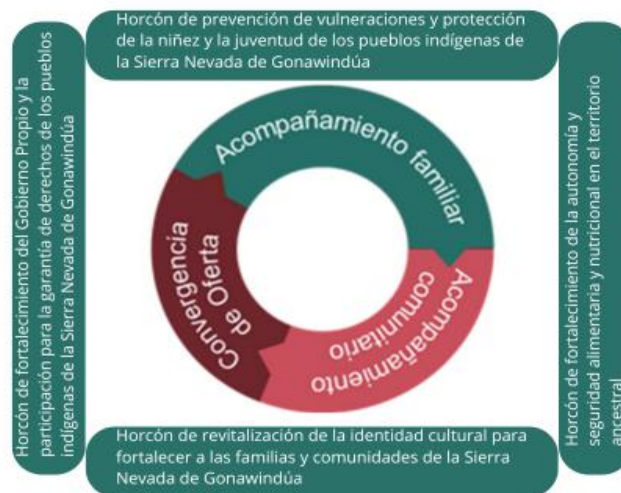 Horcón de prevención de vulneraciones y protección
de la niñez y la juventud de los pueblos indígenas de
la Sierra Nevada de Gonawindúa
Horcón de fortalecimiento del Gobierno Propio y la
participación para la garantía de derechos de los pueblos
indígenas de la Sierra Nevada de Gonawindúa
Acompañamiento familiar
Convergencia
de Oferta
Acompañamiento
comunitario
Horcón de fortalecimiento de la autonomía y
seguridad alimentaria y nutricional en el territorio
ancestral
Horcón de revitalización de la identidad cultural para
fortalecer a las familias y comunidades de la Sierra
Nevada de Gonawindúa